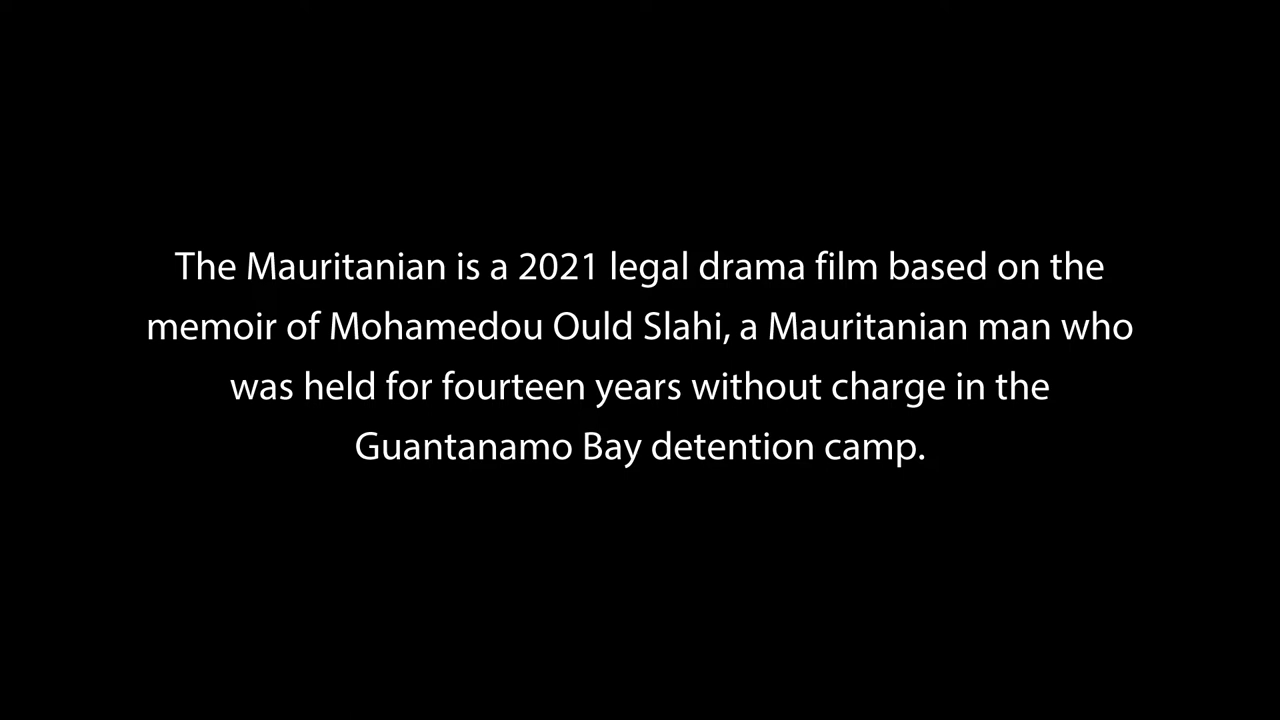 The Mauritanian is a 2021 legal drama film based on the
memoir of Mohamedou Ould Slahi, a Mauritanian man who
was held for fourteen years without charge in the
Guantanamo Bay detention camp.